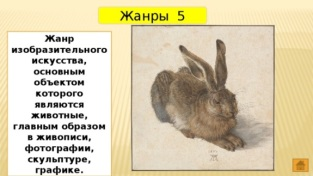 Жанры 5
Жанр
изобразительного
искусства,
основным
объектом
которого
являются
животные,
главным образом
в живописи,
фотографии,
скульптуре,
графике.